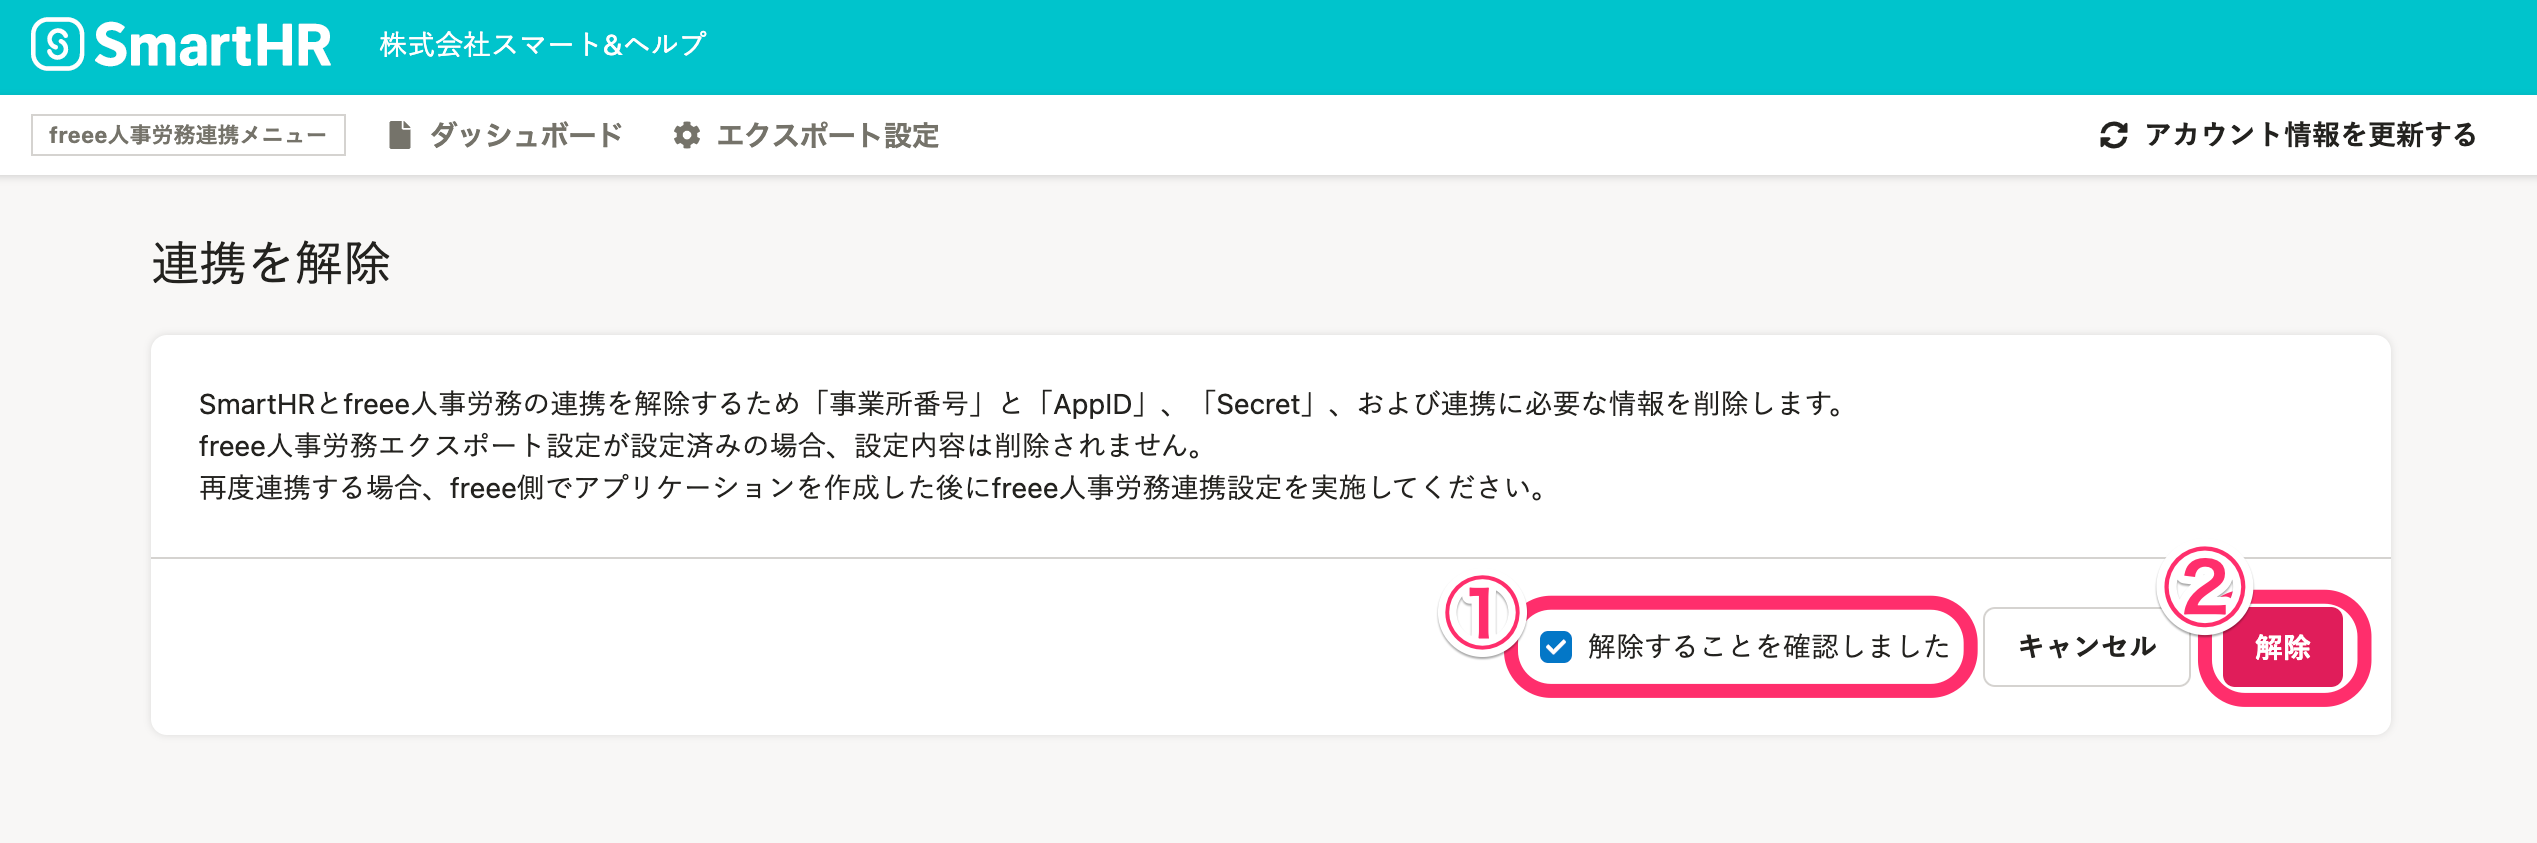 SmartHR 株式会社スマート&ヘルプ
freee人事労務連携メニュー ダッシュボード エクスポート設定 アカウント情報を更新する
連携を解除
SmartHRとfreee人事労務の連携を解除するため「事業所番号」と「AppID」、「Secret」、および連携に必要な情報を削除します。
freee人事労務エクスポート設定が設定済みの場合、設定内容は削除されません。
再度連携する場合、freee側でアプリケーションを作成した後にfreee人事労務連携設定を実施してください。
① 解除することを確認しました キャンセル ② 解除